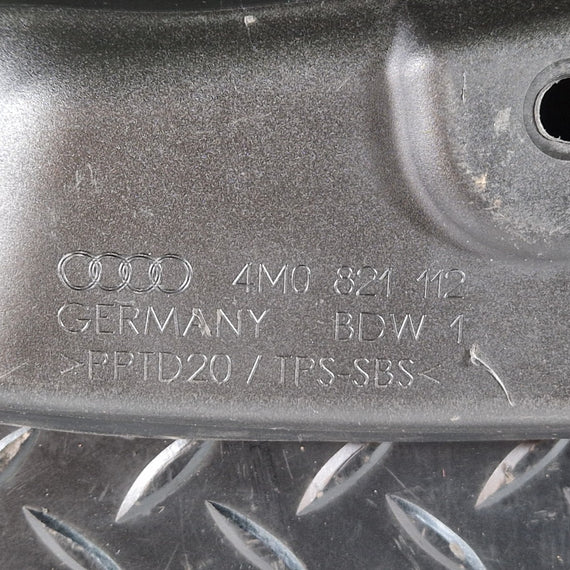 4M0 821 112
GERMANY BDW 1
>PPTD20 / TPS-SBS<